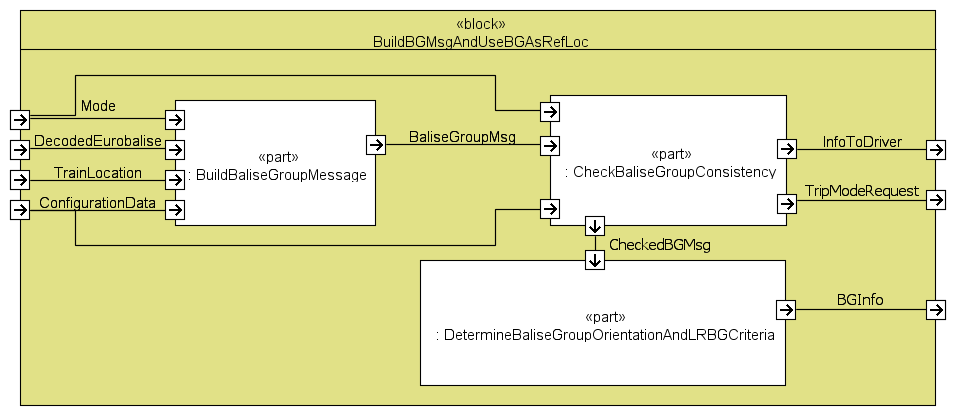 «block»
BuildBGMsgAndUseBGAsRefLoc
Mode
DecodedEurobalise
TrainLocation
ConfigurationData
«part»
: BuildBaliseGroupMessage
BaliseGroupMsg
«part»
: CheckBaliseGroupConsistency
InfoToDriver
TripModeRequest
CheckedBGMsg
«part»
: DetermineBaliseGroupOrientationAndLRBGCriteria
BGInfo